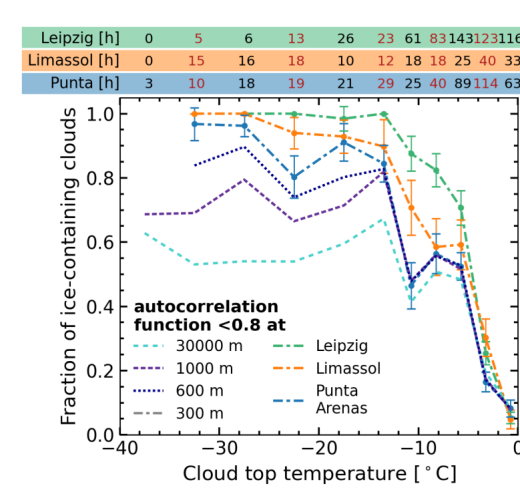 Leipzig [h] 0 5 6 13 26 23 61 83 143 123 116
Limassol [h] 0 15 16 18 10 12 18 18 25 40 33
Punta [h] 3 10 18 19 21 29 25 40 89 114 63
1.0
0.8
0.6
0.4
0.2
0.0
Fraction of ice-containing clouds
autocorrelation
function <0.8 at
30000 m
1000 m
600 m
300 m
Leipzig
Limassol
Punta
Arenas
−40 −30 −20 −10 0
Cloud top temperature [°C]